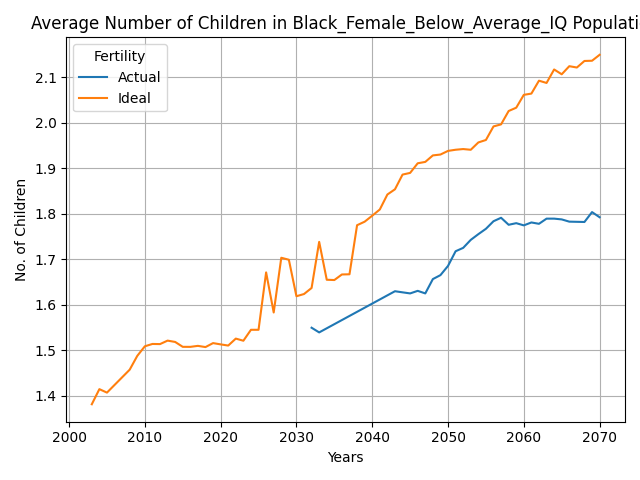 Average Number of Children in Black_Female_Below_Average_IQ Populati
Fertility
Actual
Ideal
No. of Children
2.1
2.0
1.9
1.8
1.7
1.6
1.5
1.4
2000 2010 2020 2030 2040 2050 2060 2070
Years